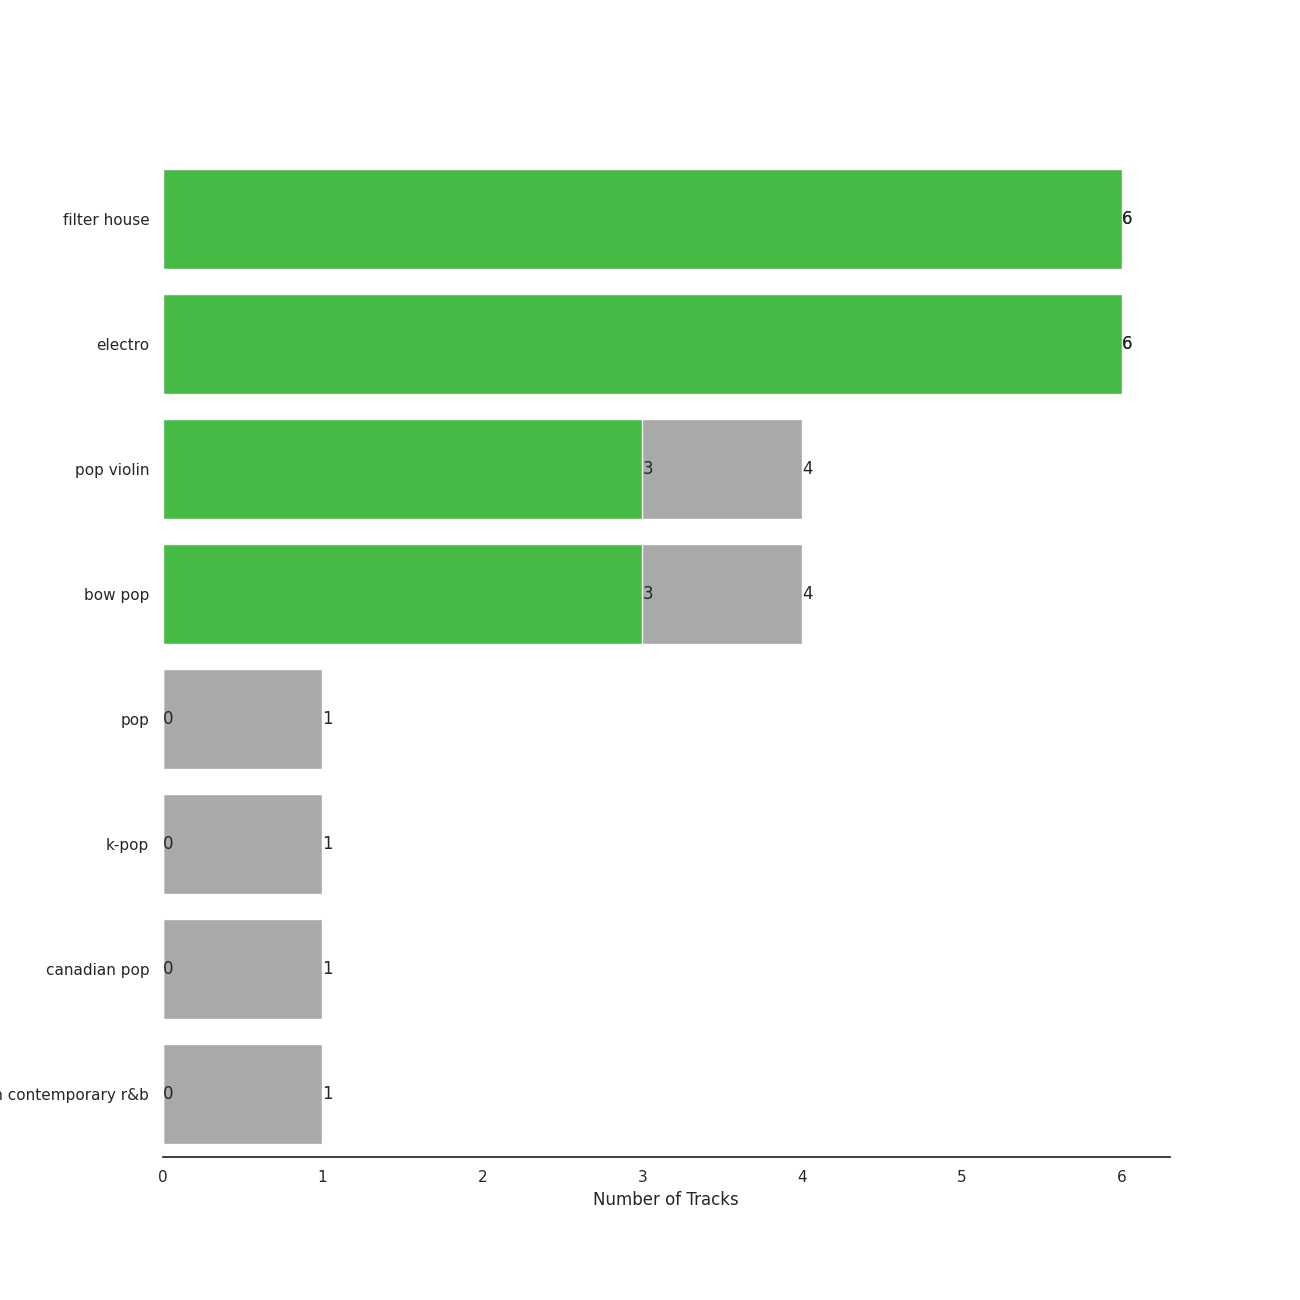 filter house 6
electro 6
pop violin 3 4
bow pop 3 4
pop 0 1
k-pop 0 1
canadian pop 0 1
contemporary r&b 0 1
0 1 2 3 4 5 6
Number of Tracks